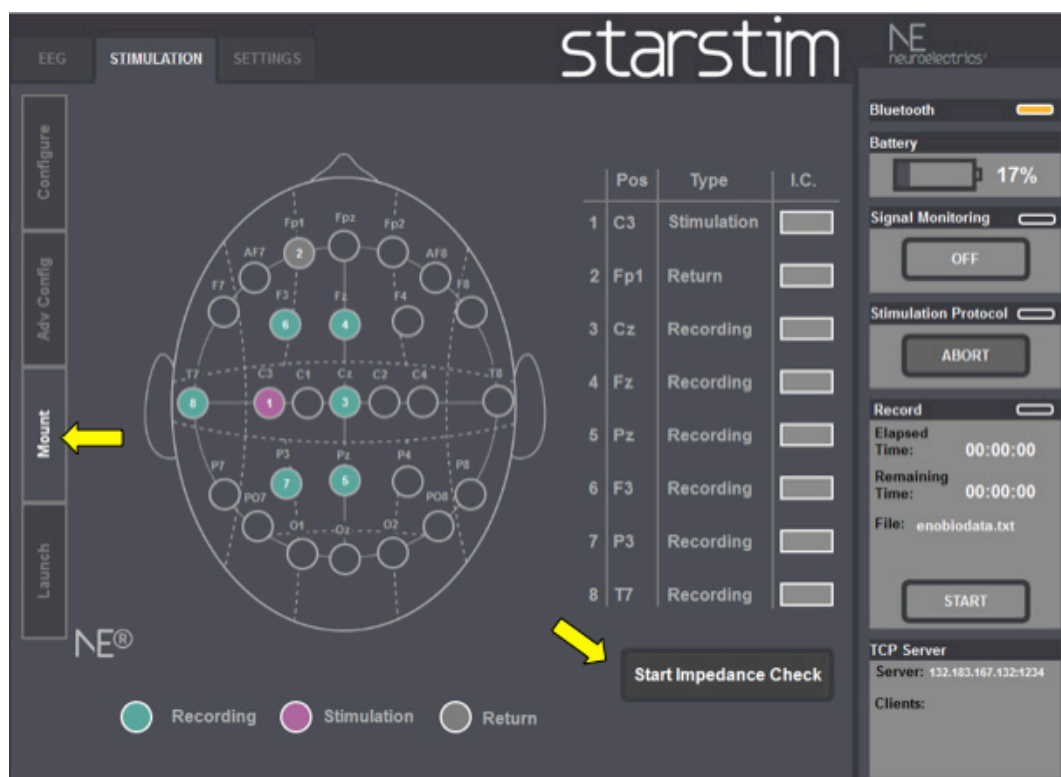 EEG STIMULATION SETTINGS starstim NE
neuroelectrics
Configure
Adv Config
Mount
Launch
Fp1 Fpz Fp2
2
AF7 AF8
F7 F3 Fz F4 F8
6 4
T7 C3 C1 Cz C2 C4 T8
8 1 3
P7 P3 Pz P4 P8
7 5
PO7 PO8
O1 Oz O2
NE®
Recording Stimulation Return
Pos Type I.C.
1 C3 Stimulation
2 Fp1 Return
3 Cz Recording
4 Fz Recording
5 Pz Recording
6 F3 Recording
7 P3 Recording
8 T7 Recording
Start Impedance Check
Bluetooth
Battery
17%
Signal Monitoring
OFF
Stimulation Protocol
ABORT
Record
Elapsed
Time: 00:00:00
Remaining
Time: 00:00:00
File: enobiodata.txt
START
TCP Server
Server: 132.183.167.132:1234
Clients: